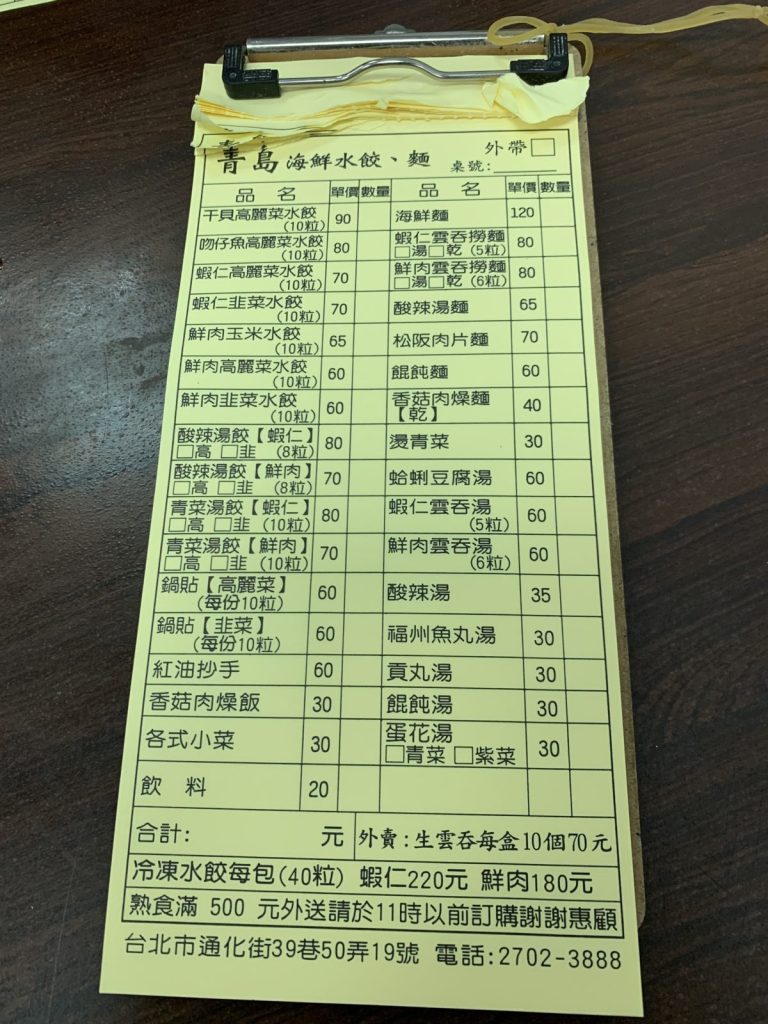 青島海鮮水餃、麵
外帶□
桌號:
品名 單價 數量 品名 單價 數量
干貝高麗菜水餃(10粒) 90 海鮮麵 120
吻仔魚高麗菜水餃(10粒) 80 蝦仁雲吞撈麵□湯□乾(5粒) 80
蝦仁高麗菜水餃(10粒) 70 鮮肉雲吞撈麵□湯□乾(6粒) 80
蝦仁韭菜水餃(10粒) 70 酸辣湯麵 65
鮮肉玉米水餃(10粒) 65 松阪肉片麵 70
鮮肉高麗菜水餃(10粒) 60 餛飩麵 60
鮮肉韭菜水餃(10粒) 60 香菇肉燥麵【乾】 40
酸辣湯餃【蝦仁】□高 □韭 (8粒) 80 燙青菜 30
酸辣湯餃【鮮肉】□高 □韭 (8粒) 70 蛤蜊豆腐湯 60
青菜湯餃【蝦仁】□高 □韭 (10粒) 80 蝦仁雲吞湯(5粒) 60
青菜湯餃【鮮肉】□高 □韭 (10粒) 70 鮮肉雲吞湯(6粒) 60
鍋貼【高麗菜】(每份10粒) 60 酸辣湯 35
鍋貼【韭菜】(每份10粒) 60 福州魚丸湯 30
紅油抄手 60 貢丸湯 30
香菇肉燥飯 30 餛飩湯 30
各式小菜 30 蛋花湯□青菜 □紫菜 30
飲料 20
合計: 元 外賣:生雲吞每盒10個70元
冷凍水餃每包(40粒) 蝦仁220元 鮮肉180元
熟食滿 500 元外送請於11時以前訂購謝謝惠顧
台北市通化街39巷50弄19號 電話:2702-3888